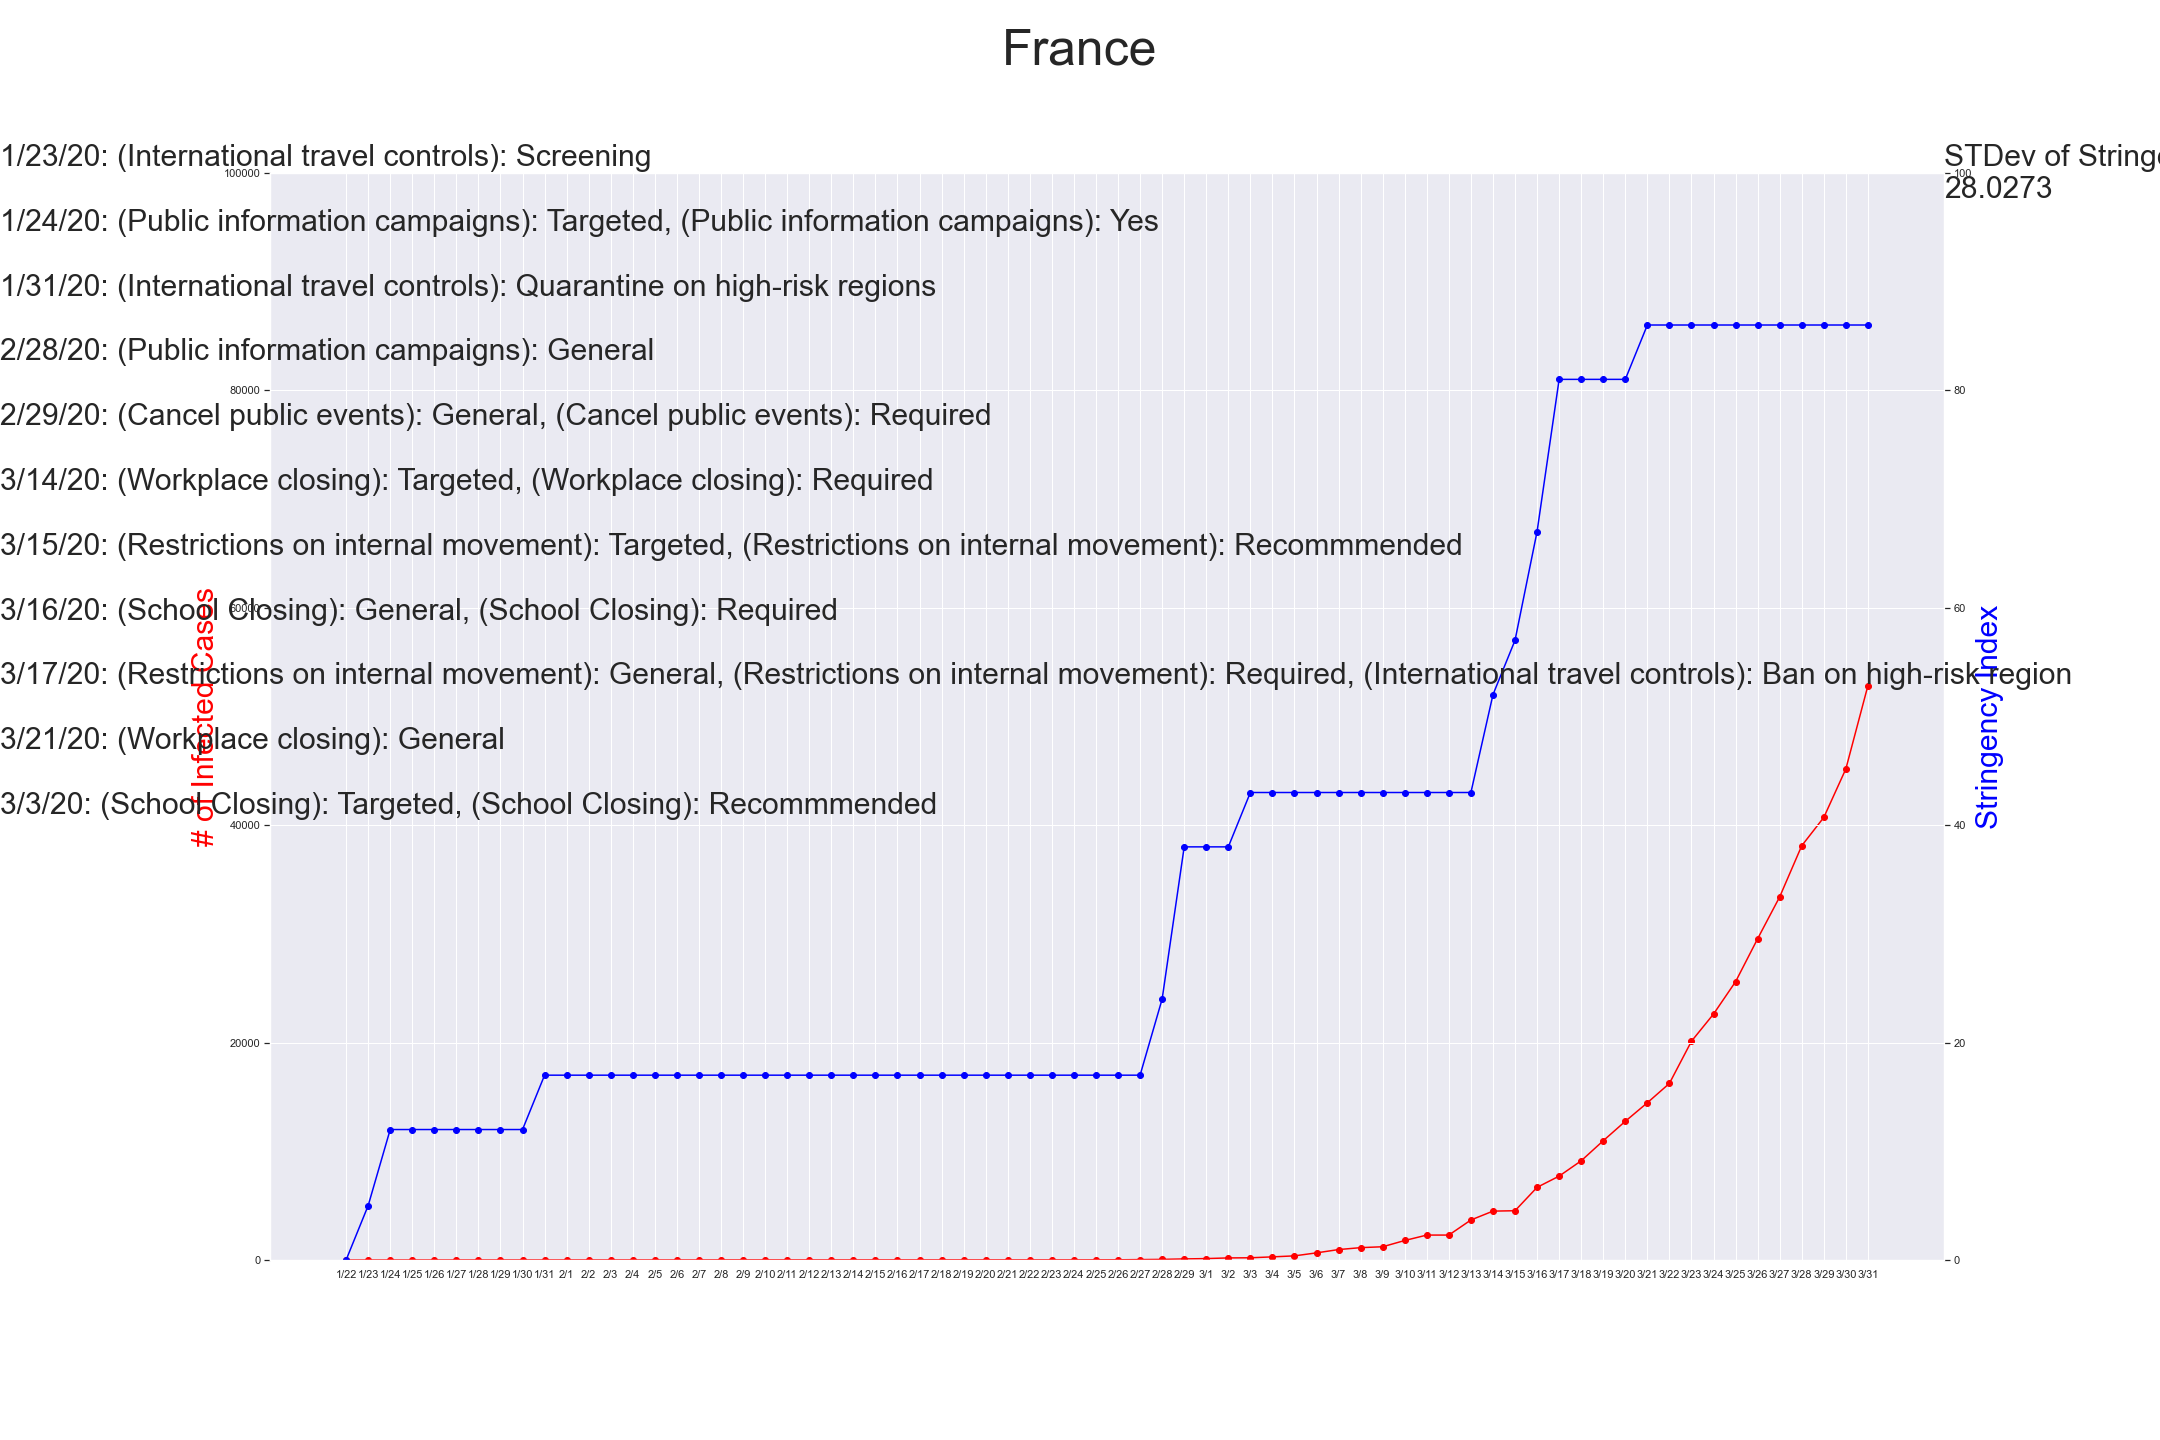 France
1/23/20: (International travel controls): Screening
STDev of Stringe
28.0273
1/24/20: (Public information campaigns): Targeted, (Public information campaigns): Yes
1/31/20: (International travel controls): Quarantine on high-risk regions
2/28/20: (Public information campaigns): General
2/29/20: (Cancel public events): General, (Cancel public events): Required
3/14/20: (Workplace closing): Targeted, (Workplace closing): Required
3/15/20: (Restrictions on internal movement): Targeted, (Restrictions on internal movement): Recommmended
3/16/20: (School Closing): General, (School Closing): Required
3/17/20: (Restrictions on internal movement): General, (Restrictions on internal movement): Required, (International travel controls): Ban on high-risk region
3/21/20: (Workplace closing): General
3/3/20: (School Closing): Targeted, (School Closing): Recommmended
# of Infected Cases
100000
80000
60000
40000
20000
0
Stringency Index
100
80
60
40
20
0
1/22 1/23 1/24 1/25 1/26 1/27 1/28 1/29 1/30 1/31 2/1 2/2 2/3 2/4 2/5 2/6 2/7 2/8 2/9 2/10 2/11 2/12 2/13 2/14 2/15 2/16 2/17 2/18 2/19 2/20 2/21 2/22 2/23 2/24 2/25 2/26 2/27 2/28 2/29 3/1 3/2 3/3 3/4 3/5 3/6 3/7 3/8 3/9 3/10 3/11 3/12 3/13 3/14 3/15 3/16 3/17 3/18 3/19 3/20 3/21 3/22 3/23 3/24 3/25 3/26 3/27 3/28 3/29 3/30 3/31